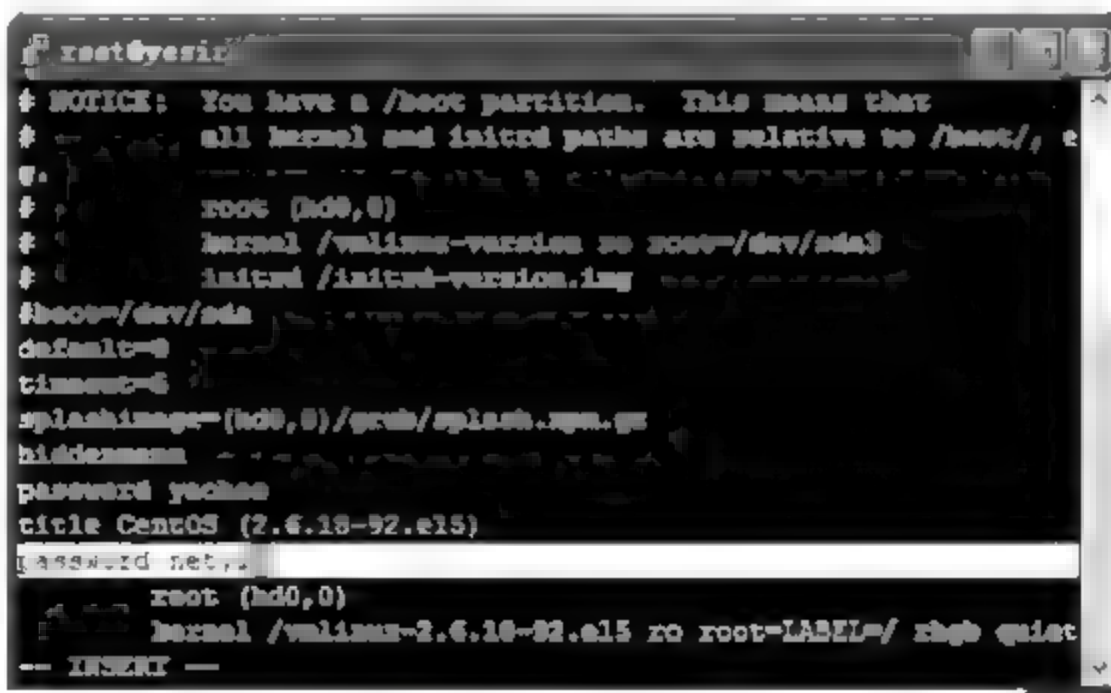 root@yesir
# NOTICE:  You have a /boot partition.  This means that
#          all kernel and initrd paths are relative to /boot/, e
g.
#          root (hd0,0)
#          kernel /vmlinuz-version ro root=/dev/sda3
#          initrd /initrd-version.img
#boot=/dev/sda
default=0
timeout=5
splashimage=(hd0,0)/grub/splash.xpm.gz
hiddenmenu
password
title CentOS (2.6.18-92.el5)
password
root (hd0,0)
kernel /vmlinuz-2.6.18-92.el5 ro root=LABEL=/ rhgb quiet
-- INSERT --